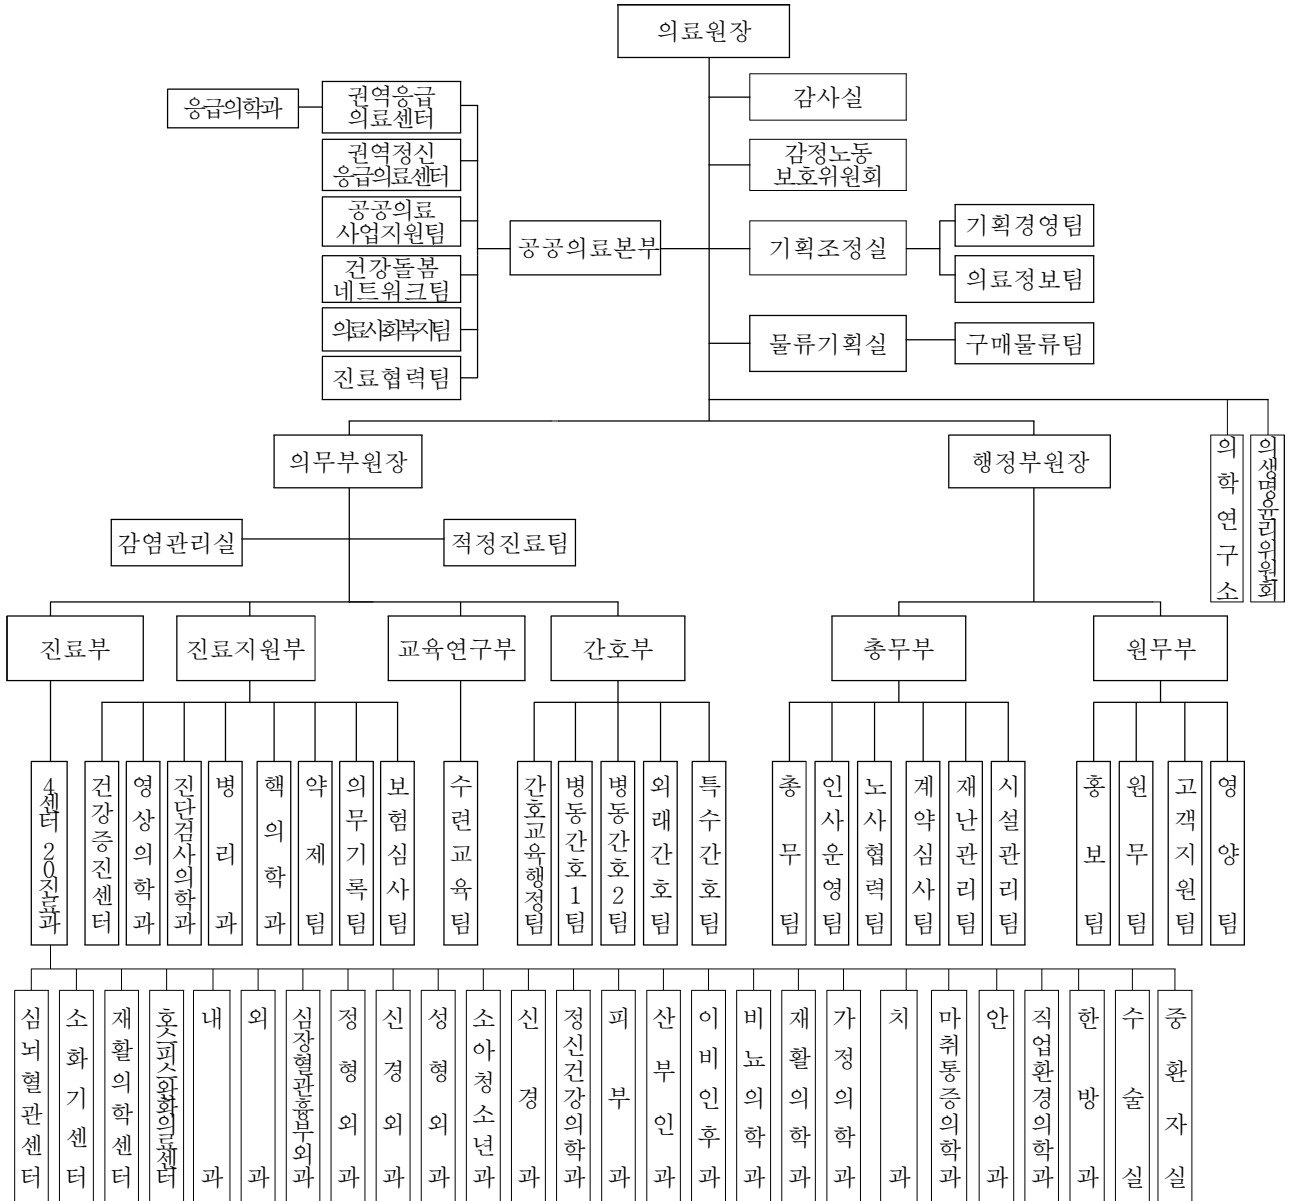 의료원장
감사실
응급의학과
권역응급
의료센터
권역정신
응급의료센터
감정노동
보호위원회
공공의료
사업지원팀
공공의료본부
기획조정실
기획경영팀
의료정보팀
건강돌봄
네트워크팀
의료사회복지팀
물류기획실
구매물류팀
진료협력팀
의무부원장
행정부원장
의학연구소
의생명윤리위원회
감염관리실
적정진료팀
진료부
진료지원부
교육연구부
간호부
총무부
원무부
4센터 20진료과
건강증진센터
영상의학과
진단검사의학과
병리과
핵의학과
약제팀
의무기록팀
보험심사팀
수련교육팀
간호교육행정팀
병동간호1팀
병동간호2팀
외래간호팀
특수간호팀
총무팀
인사운영팀
노사협력팀
계약심사팀
재난관리팀
시설관리팀
홍보팀
원무팀
고객지원팀
영양팀
심뇌혈관센터
소화기센터
재활의학센터
호스피스완화의료센터
내과
외과
심장혈관흉부외과
정형외과
신경외과
성형외과
소아청소년과
신경과
정신건강의학과
피부과
산부인과
이비인후과
비뇨의학과
재활의학과
가정의학과
치과
마취통증의학과
안과
직업환경의학과
한방과
수술실
중환자실